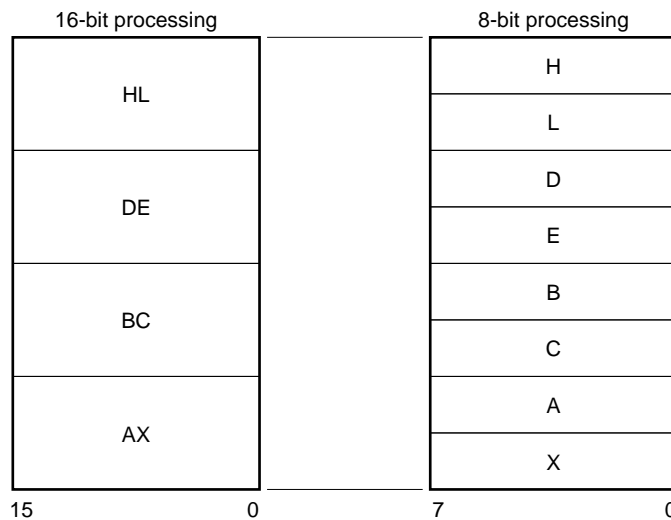 16-bit processing
8-bit processing
HL
DE
BC
AX
H
L
D
E
B
C
A
X
15
0
7
0